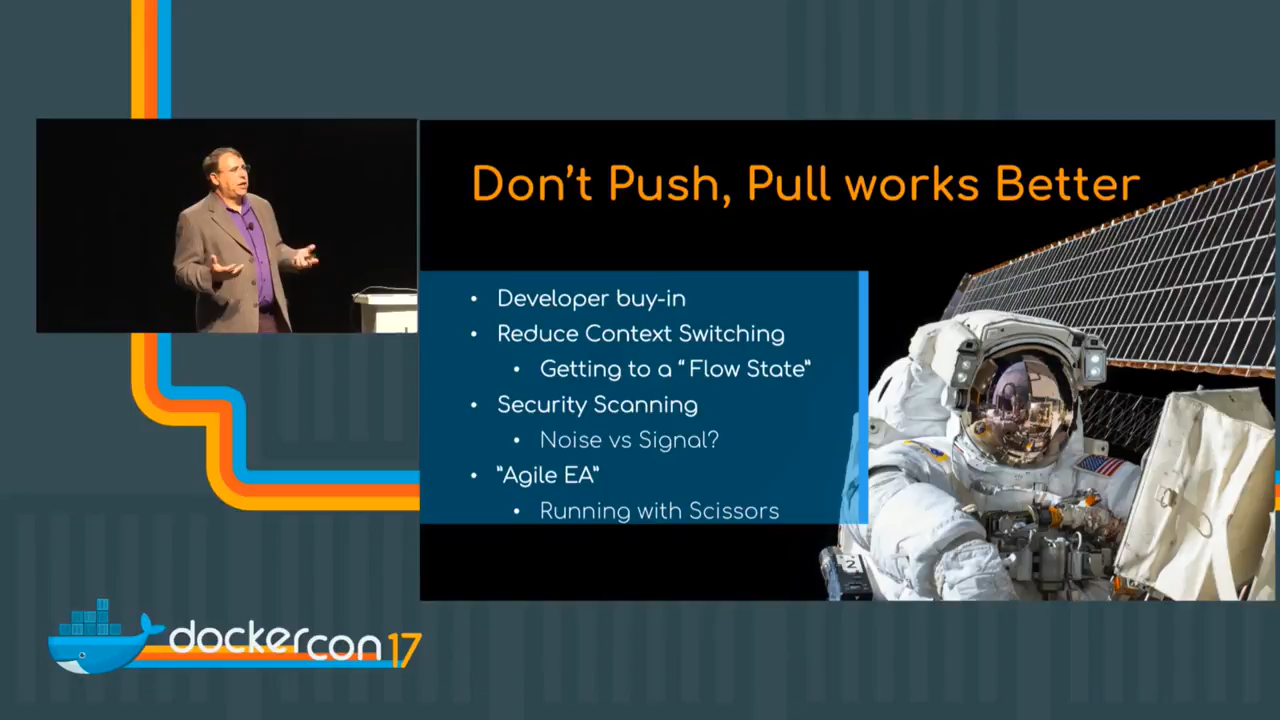 Don't Push, Pull works Better
• Developer buy-in
• Reduce Context Switching
• Getting to a “ Flow State”
• Security Scanning
• Noise vs Signal?
• ”Agile EA”
• Running with Scissors
dockercon17